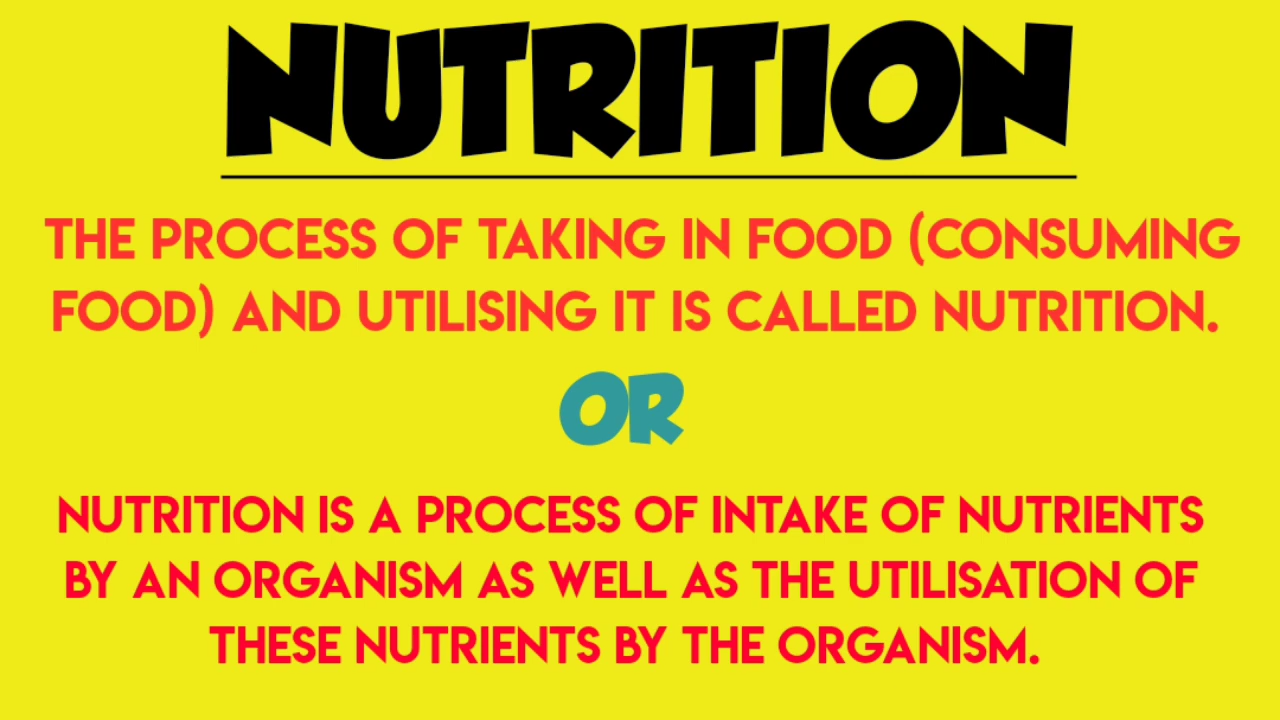 NUTRITION
THE PROCESS OF TAKING IN FOOD (CONSUMING
FOOD) AND UTILISING IT IS CALLED NUTRITION.
OR
NUTRITION IS A PROCESS OF INTAKE OF NUTRIENTS
BY AN ORGANISM AS WELL AS THE UTILISATION OF
THESE NUTRIENTS BY THE ORGANISM.